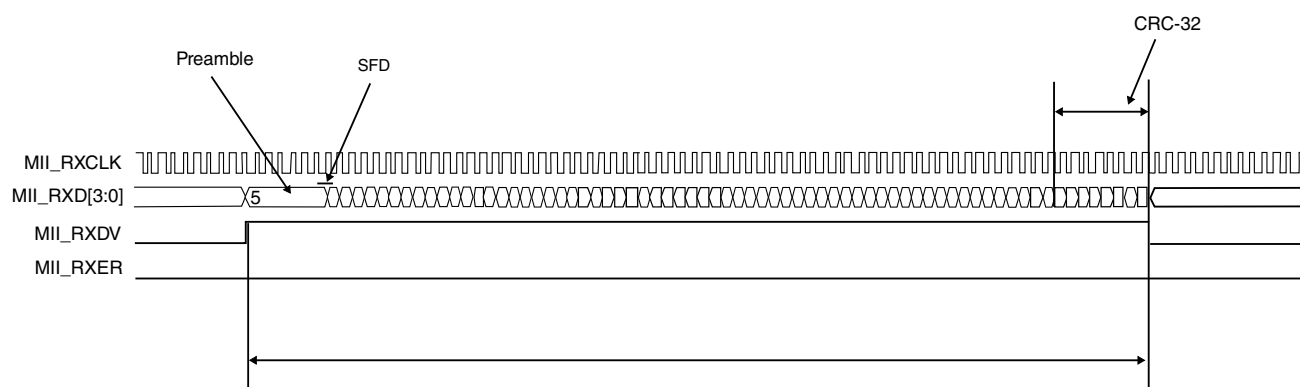 CRC-32
Preamble
SFD
MII_RXCLK
MII_RXD[3:0]
5
MII_RXDV
MII_RXER